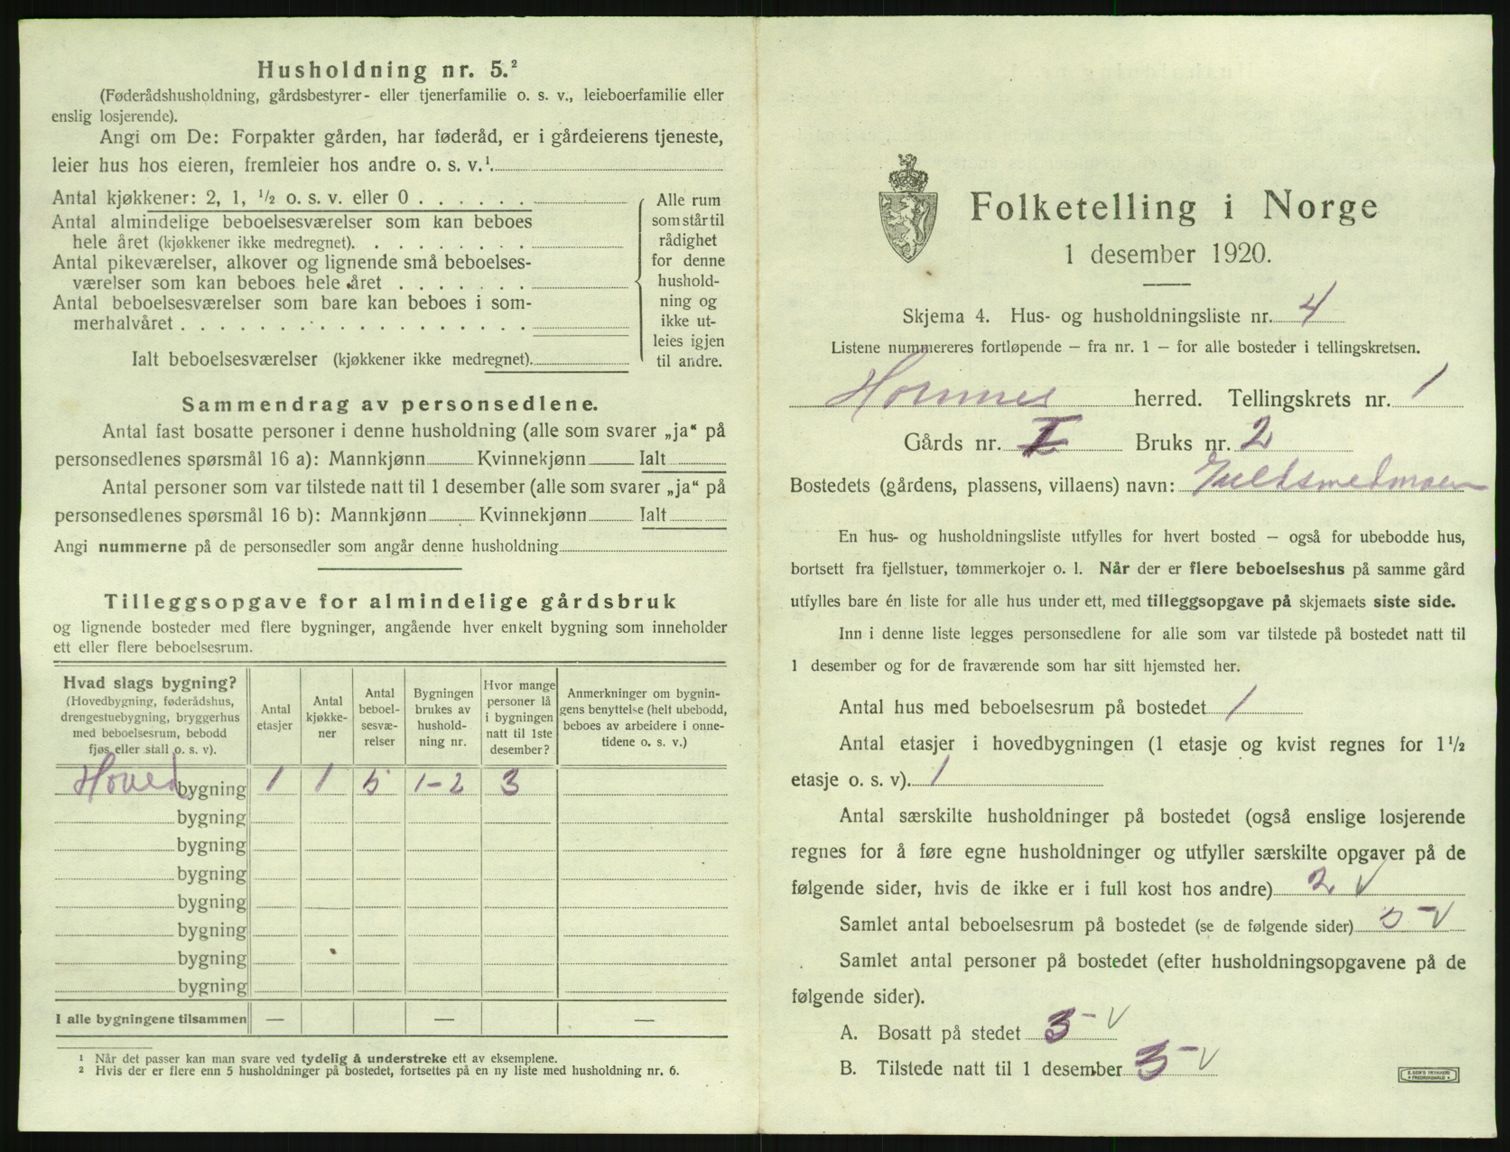 Husholdning nr. 5.²
(Føderådshusholdning, gårdsbestyrer- eller tjenerfamilie o. s. v., leieboerfamilie eller
enslig losjerende).
Angi om De: Forpakter gården, har føderåd, er i gårdeierens tjeneste,
leier hus hos eieren, fremleier hos andre o. s. v.¹.
Antal kjøkkener: 2, 1, ½ o. s. v. eller 0 . . . . . .
Antal almindelige beboelsesværelser som kan beboes
hele året (kjøkkener ikke medregnet). . . . . . . . .
Antal pikeværelser, alkover og lignende små beboelses-
værelser som kan beboes hele året . . . . . . .
Antal beboelsesværelser som bare kan beboes i som-
merhalvåret . . . . . . . . . . . . . . . . . .
Ialt beboelsesværelser (kjøkkener ikke medregnet).
Alle rum
som står til
rådighet
for denne
hushold-
ning og
ikke ut-
leies igjen
til andre.
Sammendrag av personsedlene.
Antal fast bosatte personer i denne husholdning (alle som svarer „ja“ på
personsedlenes spørsmål 16 a): Mannkjønn Kvinnekjønn Ialt
Antal personer som var tilstede natt til 1 desember (alle som svarer „ja“ på
personsedlenes spørsmål 16 b): Mannkjønn Kvinnekjønn Ialt
Angi nummerne på de personsedler som angår denne husholdning
Tilleggsopgave for almindelige gårdsbruk
og lignende bosteder med flere bygninger, angående hver enkelt bygning som inneholder
ett eller flere beboelsesrum.
Hvad slags bygning?
(Hovedbygning, føderådshus,
drengestuebygning, bryggerhus
med beboelsesrum, bebodd
fjøs eller stall o. s. v).
Antal
etasjer
Antal
kjøkke-
ner
Antal
beboel-
sesvæ-
relser
Bygningen
brukes av
hushold-
ning nr.
Hvor mange
personer lå
i bygningen
natt til 1ste
desember?
Anmerkninger om bygnin-
gens benyttelse (helt ubebodd,
beboes av arbeidere i onne-
tidene o. s. v.)
Hoved bygning 1 1 5 1-2 3
bygning
bygning
bygning
bygning
bygning
bygning
bygning
I alle bygningene tilsammen — — —
¹ Når det passer kan man svare ved tydelig å understreke ett av eksemplene.
² Hvis der er flere enn 5 husholdninger på bostedet, fortsettes på en ny liste med husholdning nr. 6.
Folketelling i Norge
1 desember 1920.
Skjema 4. Hus- og husholdningsliste nr. 4
Listene nummereres fortløpende – fra nr. 1 – for alle bosteder i tellingskretsen.
Hornnes herred. Tellingskrets nr. 1
Gårds nr. I Bruks nr. 2
Bostedets (gårdens, plassens, villaens) navn: Guldsmedmoen
En hus- og husholdningsliste utfylles for hvert bosted – også for ubebodde hus,
bortsett fra fjellstuer, tømmerkojer o. l. Når der er flere beboelseshus på samme gård
utfylles bare én liste for alle hus under ett, med tilleggsopgave på skjemaets siste side.
Inn i denne liste legges personsedlene for alle som var tilstede på bostedet natt til
1 desember og for de fraværende som har sitt hjemsted her.
Antal hus med beboelsesrum på bostedet 1
Antal etasjer i hovedbygningen (1 etasje og kvist regnes for 1½
etasje o. s. v). 1
Antal særskilte husholdninger på bostedet (også enslige losjerende
regnes for å føre egne husholdninger og utfyller særskilte opgaver på de
følgende sider, hvis de ikke er i full kost hos andre) 2 v
Samlet antal beboelsesrum på bostedet (se de følgende sider) 5 v
Samlet antal personer på bostedet (efter husholdningsopgavene på de
følgende sider).
A. Bosatt på stedet 3 v
B. Tilstede natt til 1 desember 3 v